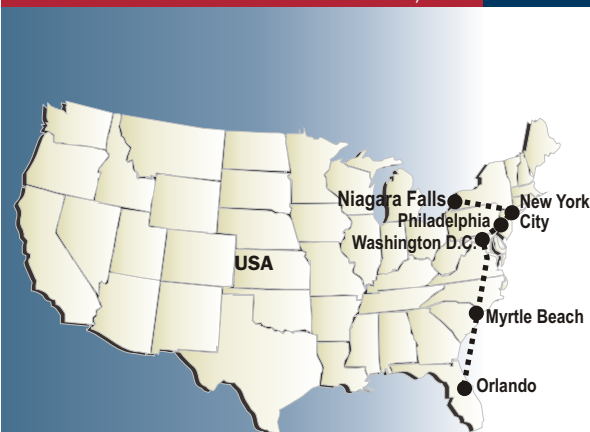 Niagara Falls
New York
City
Philadelphia
Washington D.C.
USA
Myrtle Beach
Orlando